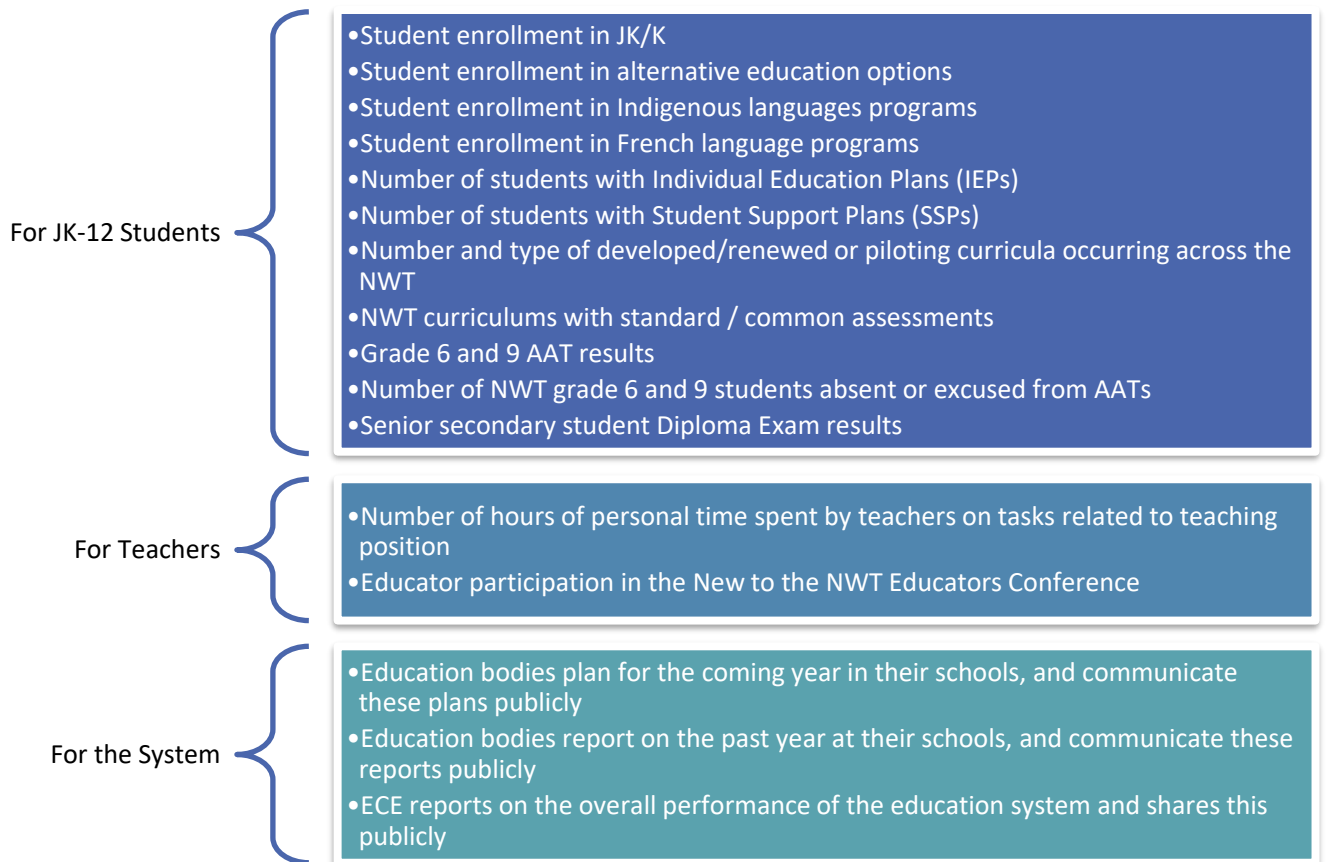 For JK-12 Students
•Student enrollment in JK/K
•Student enrollment in alternative education options
•Student enrollment in Indigenous languages programs
•Student enrollment in French language programs
•Number of students with Individual Education Plans (IEPs)
•Number of students with Student Support Plans (SSPs)
•Number and type of developed/renewed or piloting curricula occurring across the
NWT
•NWT curriculums with standard / common assessments
•Grade 6 and 9 AAT results
•Number of NWT grade 6 and 9 students absent or excused from AATs
•Senior secondary student Diploma Exam results
For Teachers
•Number of hours of personal time spent by teachers on tasks related to teaching
position
•Educator participation in the New to the NWT Educators Conference
For the System
•Education bodies plan for the coming year in their schools, and communicate
these plans publicly
•Education bodies report on the past year at their schools, and communicate these
reports publicly
•ECE reports on the overall performance of the education system and shares this
publicly